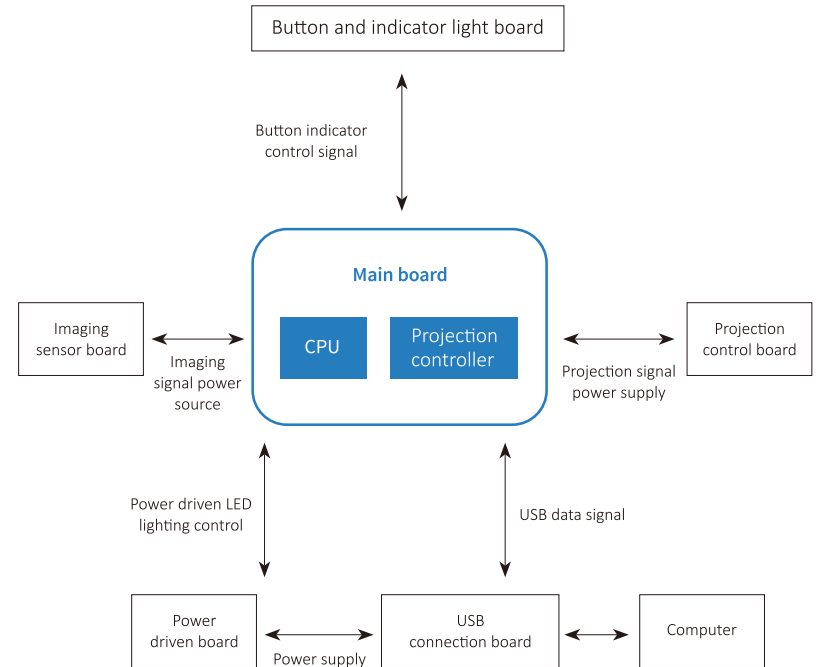 Button and indicator light board
Button indicator
control signal
Main board
CPU
Projection
controller
Imaging
sensor board
Imaging
signal power
source
Projection
control board
Projection signal
power supply
Power driven LED
lighting control
USB data signal
Power
driven board
Power supply
USB
connection board
Computer